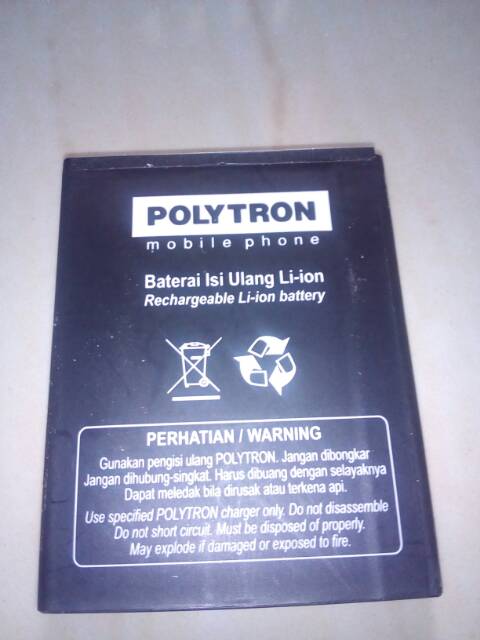 POLYTRON
mobile phone
Baterai Isi Ulang Li-ion
Rechargeable Li-ion battery
PERHATIAN / WARNING
Gunakan pengisi ulang POLYTRON. Jangan dibongkar
Jangan dihubung-singkat. Harus dibuang dengan selayaknya
Dapat meledak bila dirusak atau terkena api.
Use specified POLYTRON charger only. Do not disassemble
Do not short circuit. Must be disposed of properly.
May explode if damaged or exposed to fire.